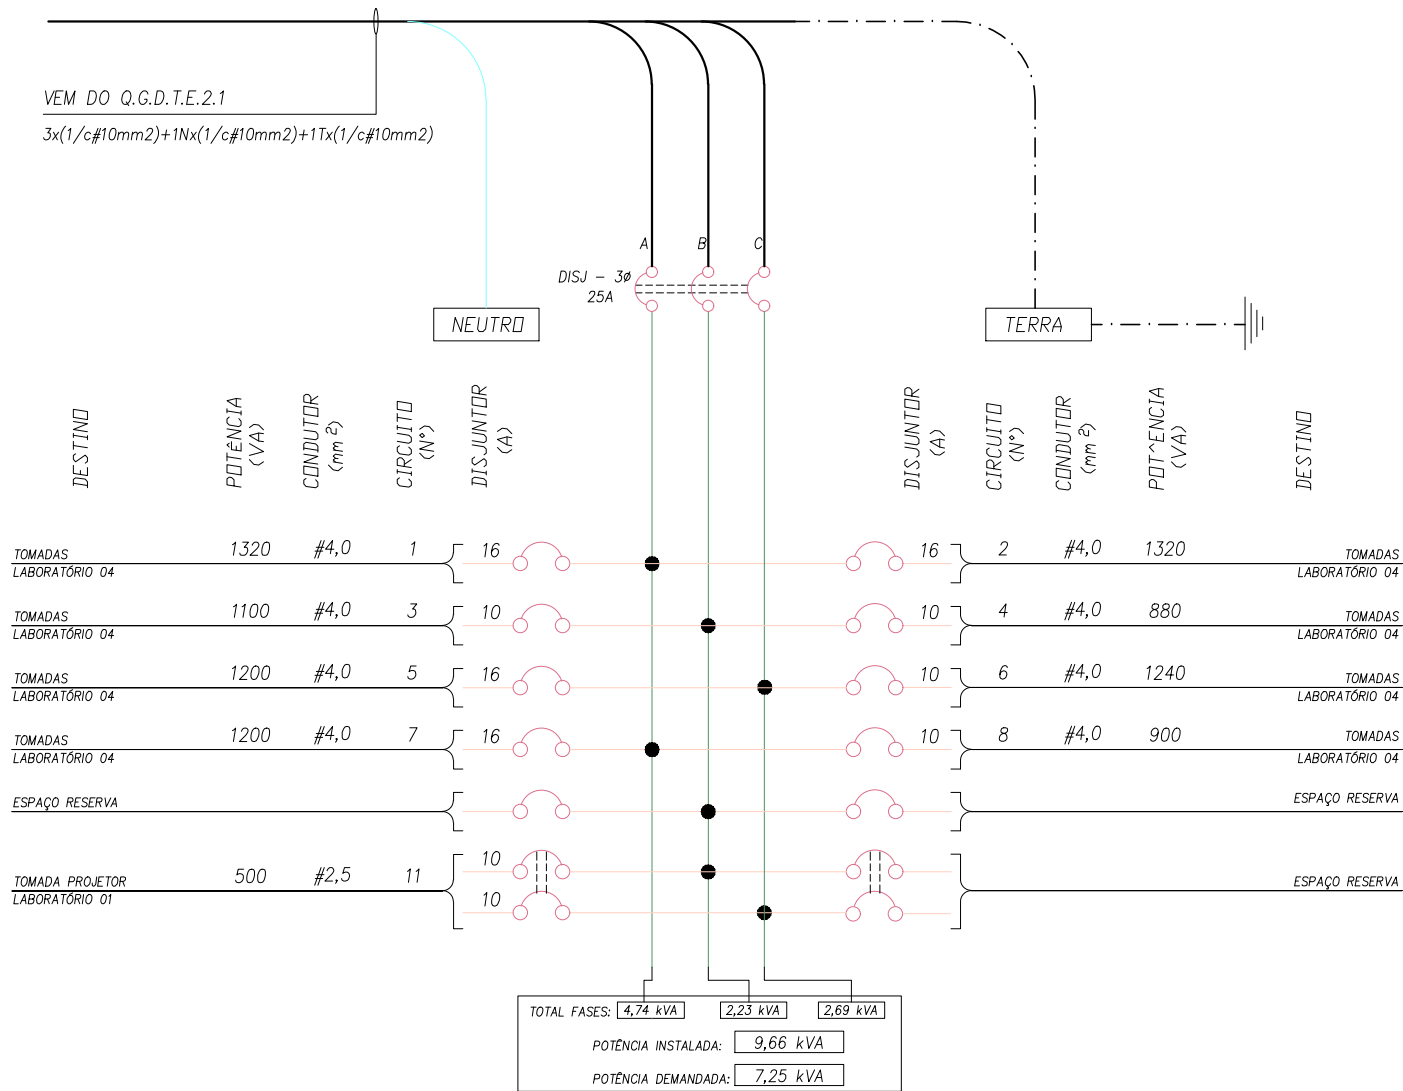 VEM DO Q.G.D.T.E.2.1
3x(1/c#10mm2)+1Nx(1/c#10mm2)+1Tx(1/c#10mm2)
A B C
DISJ - 3ø
25A
NEUTRO
TERRA
DESTINO
POTÊNCIA
(VA)
CONDUTOR
(mm 2)
CIRCUITO
(N°)
DISJUNTOR
(A)
DISJUNTOR
(A)
CIRCUITO
(N°)
CONDUTOR
(mm 2)
POT^ENCIA
(VA)
DESTINO
TOMADAS 1320 #4,0 1 16 16 2 #4,0 1320 TOMADAS
LABORATÓRIO 04 LABORATÓRIO 04
TOMADAS 1100 #4,0 3 10 10 4 #4,0 880 TOMADAS
LABORATÓRIO 04 LABORATÓRIO 04
TOMADAS 1200 #4,0 5 16 10 6 #4,0 1240 TOMADAS
LABORATÓRIO 04 LABORATÓRIO 04
TOMADAS 1200 #4,0 7 16 10 8 #4,0 900 TOMADAS
LABORATÓRIO 04 LABORATÓRIO 04
ESPAÇO RESERVA ESPAÇO RESERVA
10
TOMADA PROJETOR 500 #2,5 11 ESPAÇO RESERVA
LABORATÓRIO 01 10
TOTAL FASES: 4,74 kVA 2,23 kVA 2,69 kVA
POTÊNCIA INSTALADA: 9,66 kVA
POTÊNCIA DEMANDADA: 7,25 kVA